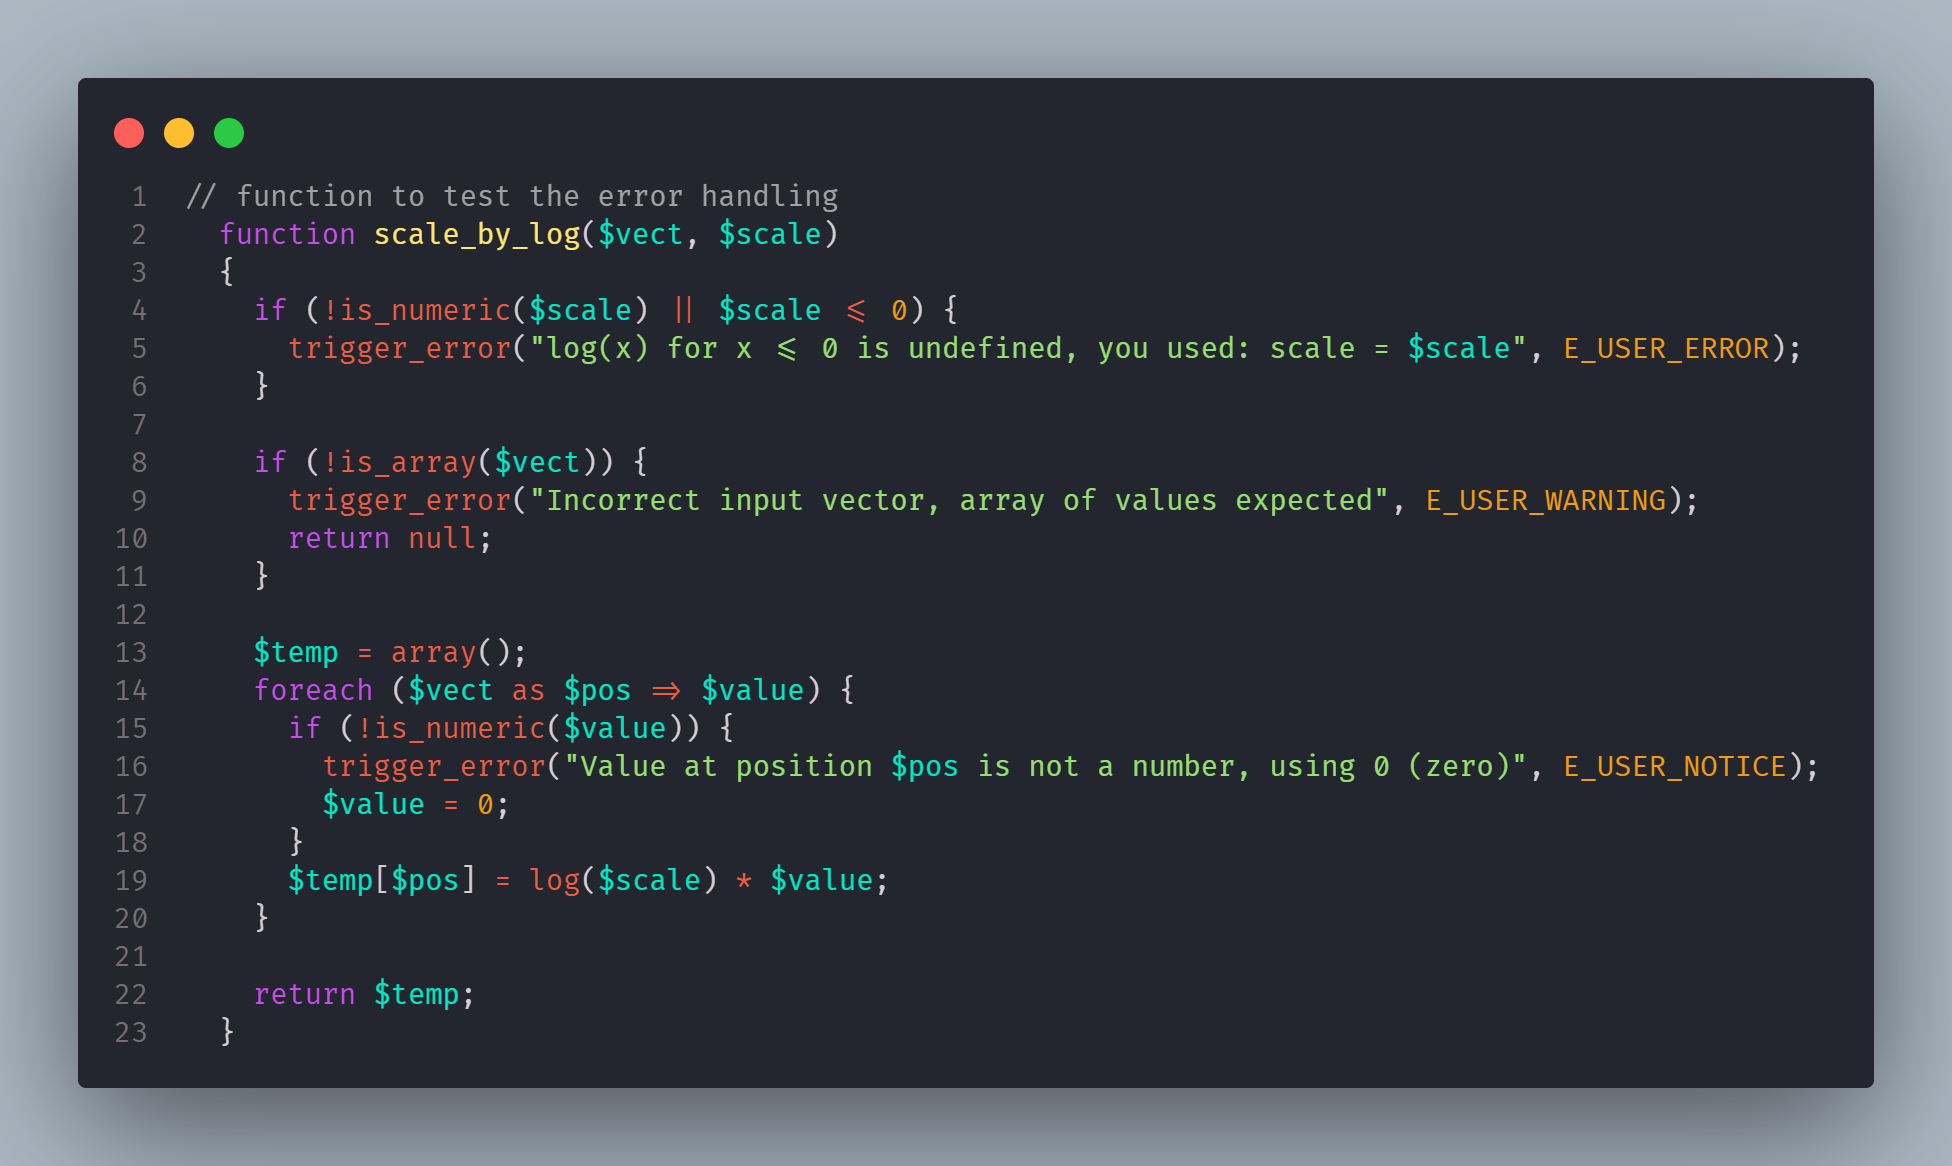 1 // function to test the error handling
2 function scale_by_log($vect, $scale)
3 {
4 if (!is_numeric($scale) || $scale <= 0) {
5 trigger_error("log(x) for x <= 0 is undefined, you used: scale = $scale", E_USER_ERROR);
6 }
7
8 if (!is_array($vect)) {
9 trigger_error("Incorrect input vector, array of values expected", E_USER_WARNING);
10 return null;
11 }
12
13 $temp = array();
14 foreach ($vect as $pos => $value) {
15 if (!is_numeric($value)) {
16 trigger_error("Value at position $pos is not a number, using 0 (zero)", E_USER_NOTICE);
17 $value = 0;
18 }
19 $temp[$pos] = log($scale) * $value;
20 }
21
22 return $temp;
23 }